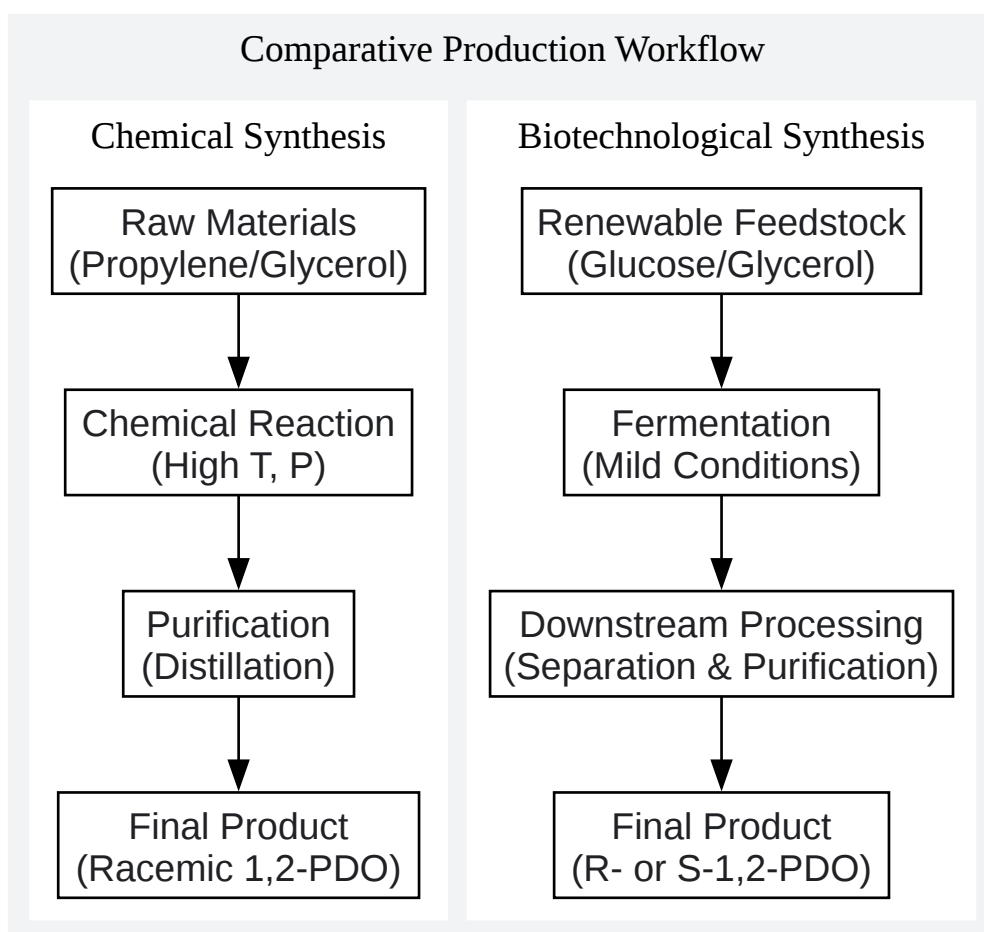 Comparative Production Workflow
Chemical Synthesis
Raw Materials
(Propylene/Glycerol)
Chemical Reaction
(High T, P)
Purification
(Distillation)
Final Product
(Racemic 1,2-PDO)
Biotechnological Synthesis
Renewable Feedstock
(Glucose/Glycerol)
Fermentation
(Mild Conditions)
Downstream Processing
(Separation & Purification)
Final Product
(R- or S-1,2-PDO)